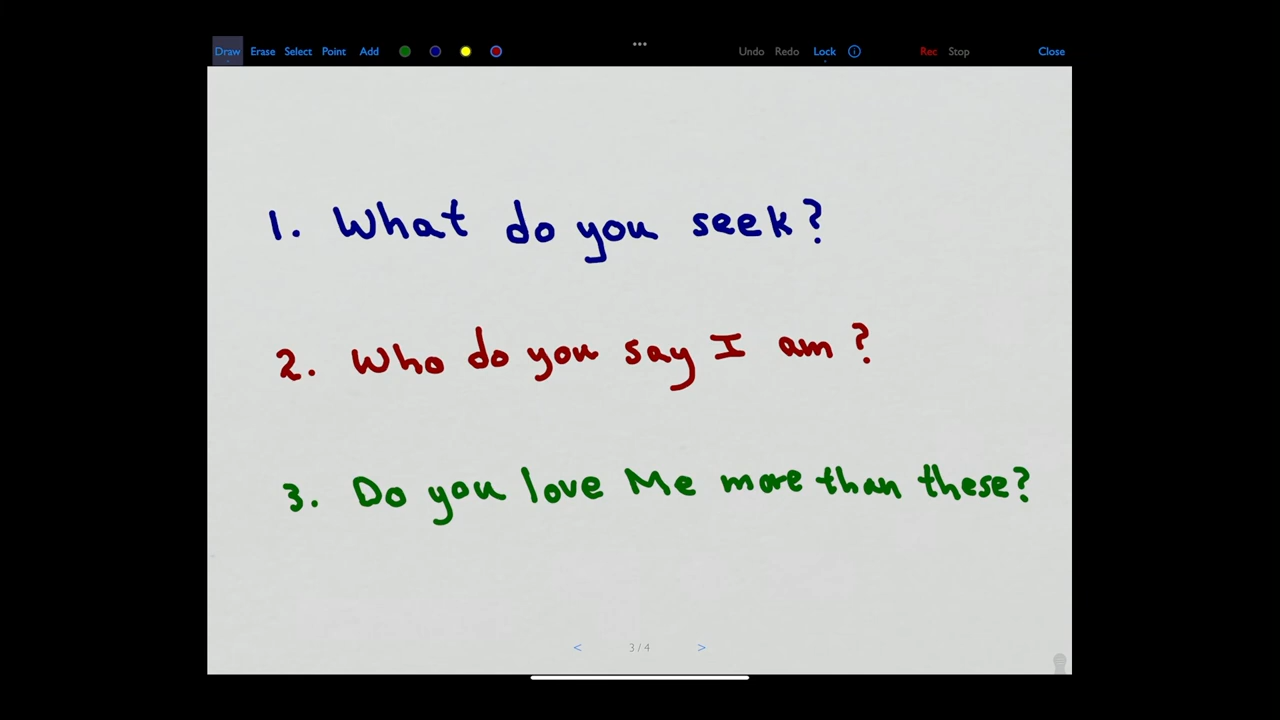 Draw Erase Select Point Add ••• Undo Redo Lock Rec Stop Close
1. What do you seek?
2. Who do you say I am?
3. Do you love Me more than these?
< 3 / 4 >